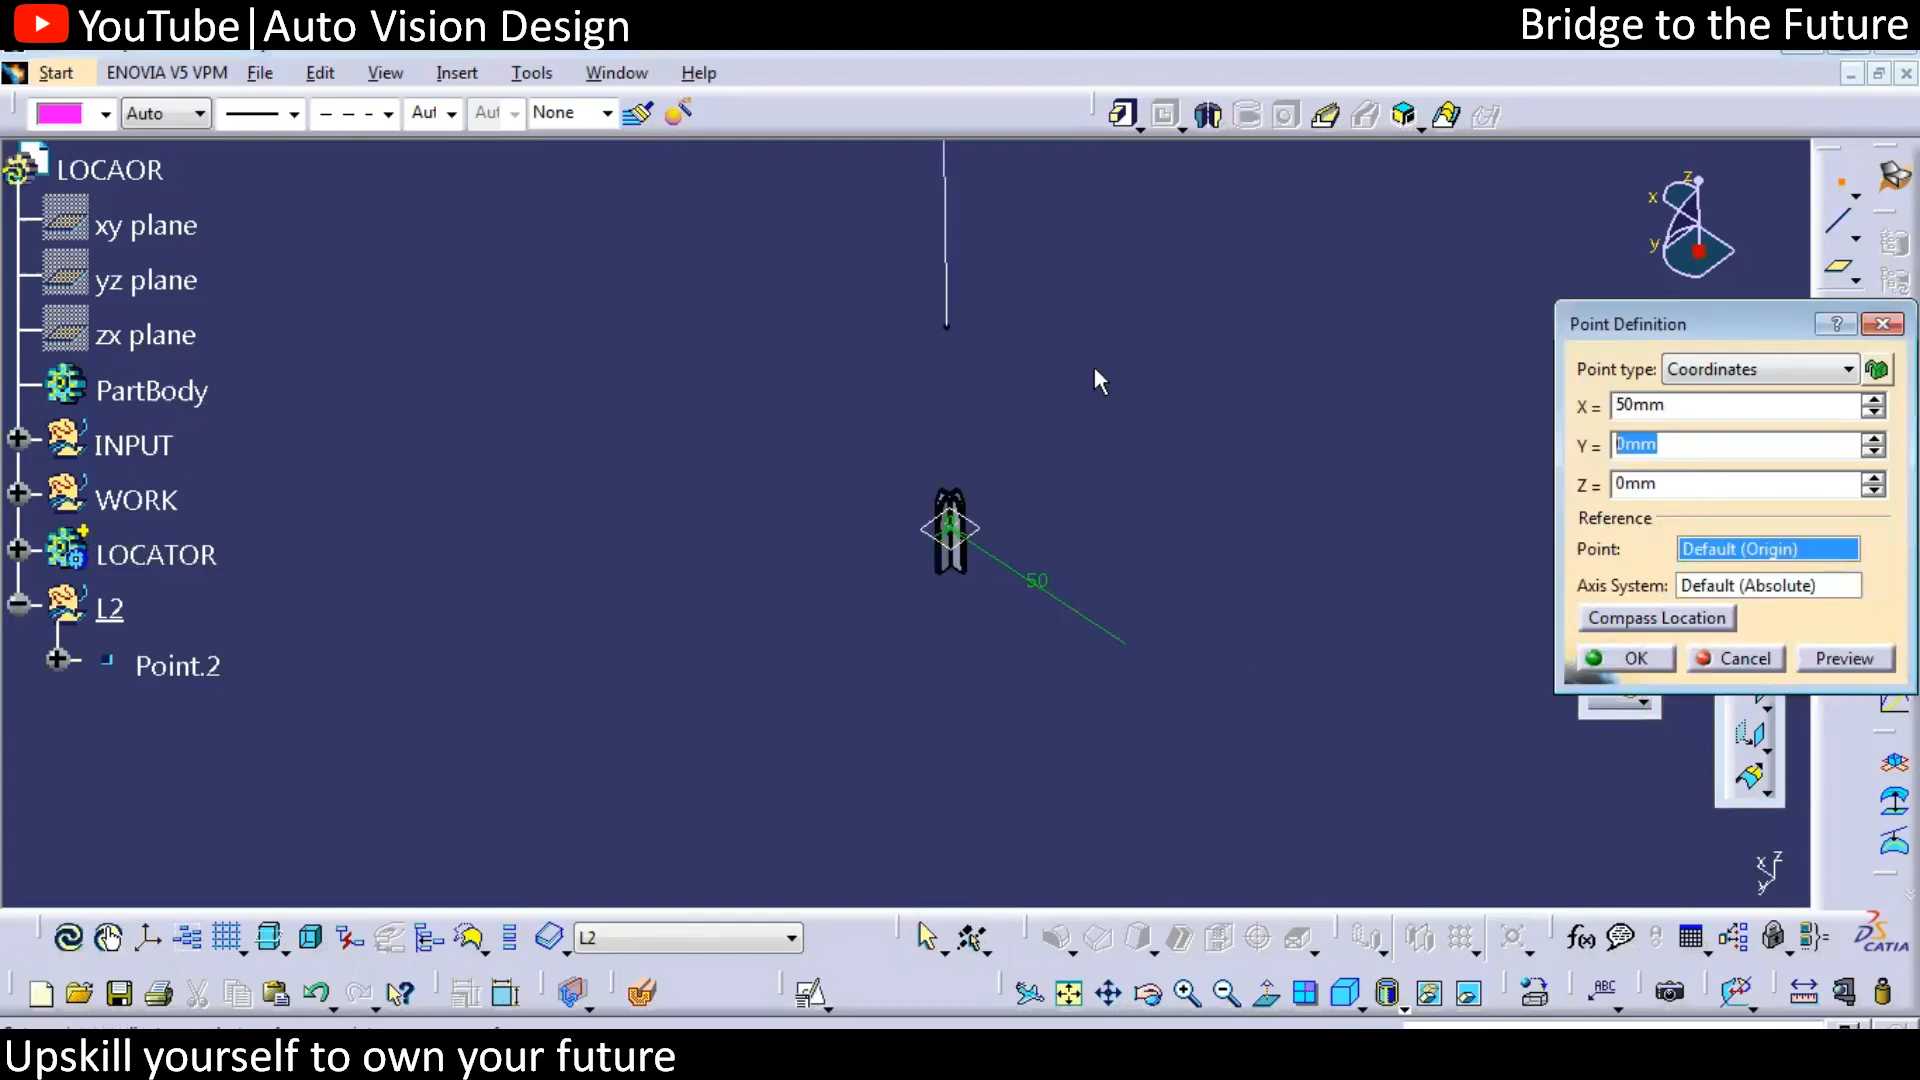 YouTube|Auto Vision Design
Bridge to the Future
Start ENOVIA V5 VPM File Edit View Insert Tools Window Help
Auto Aut Aut None
LOCAOR
xy plane
yz plane
zx plane
PartBody
INPUT
WORK
LOCATOR
L2
Point.2
50
z
x
y
Point Definition
Point type: Coordinates
X = 50mm
Y = 0mm
Z = 0mm
Reference
Point: Default (Origin)
Axis System: Default (Absolute)
Compass Location
OK Cancel Preview
x z
y
L2
f(x)
CATIA
ABC
Upskill yourself to own your future